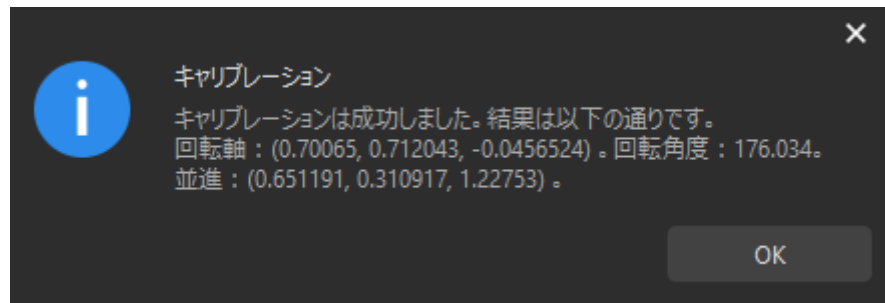 キャリブレーション
キャリブレーションは成功しました。結果は以下の通りです。
回転軸：(0.70065, 0.712043, -0.0456524) 。回転角度：176.034。
並進：(0.651191, 0.310917, 1.22753) 。
OK